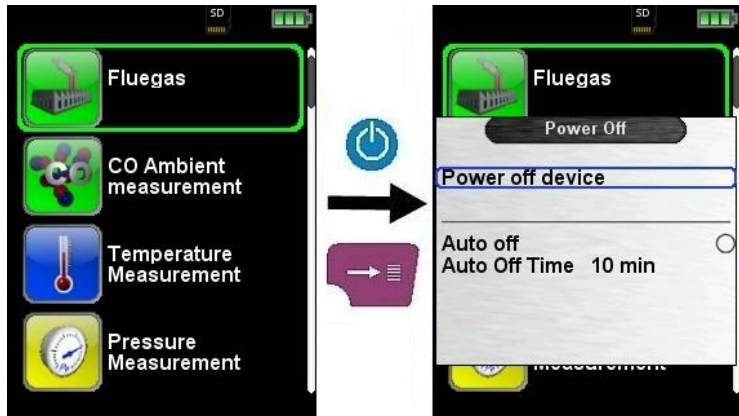 SD
Fluegas
CO
CO Ambient
measurement
Temperature
Measurement
Pressure
Measurement
SD
Fluegas
Power Off
Power off device
Auto off
Auto Off Time 10 min